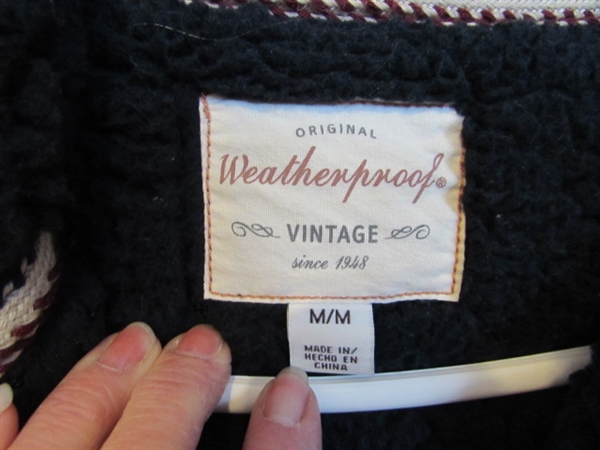 ORIGINAL
Weatherproof®
VINTAGE
since 1948
M/M
MADE IN/
HECHO EN
CHINA